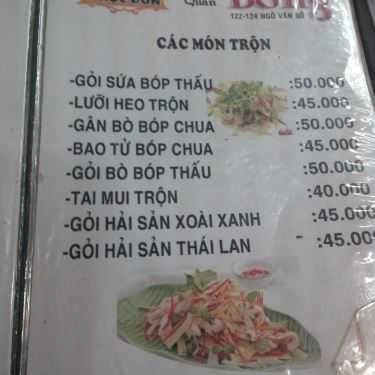 Quán
122-124 NGÔ VĂN SỞ
CÁC MÓN TRỘN
-GỎI SỨA BÓP THẤU :50.000
-LƯỠI HEO TRỘN :45.000
-GÂN BÒ BÓP CHUA :50.000
-BAO TỬ BÓP CHUA :45.000
-GỎI BÒ BÓP THẤU :50.000
-TAI MUI TRỘN :40.000
-GỎI HẢI SẢN XOÀI XANH :45.000
-GỎI HẢI SẢN THÁI LAN - :45.000